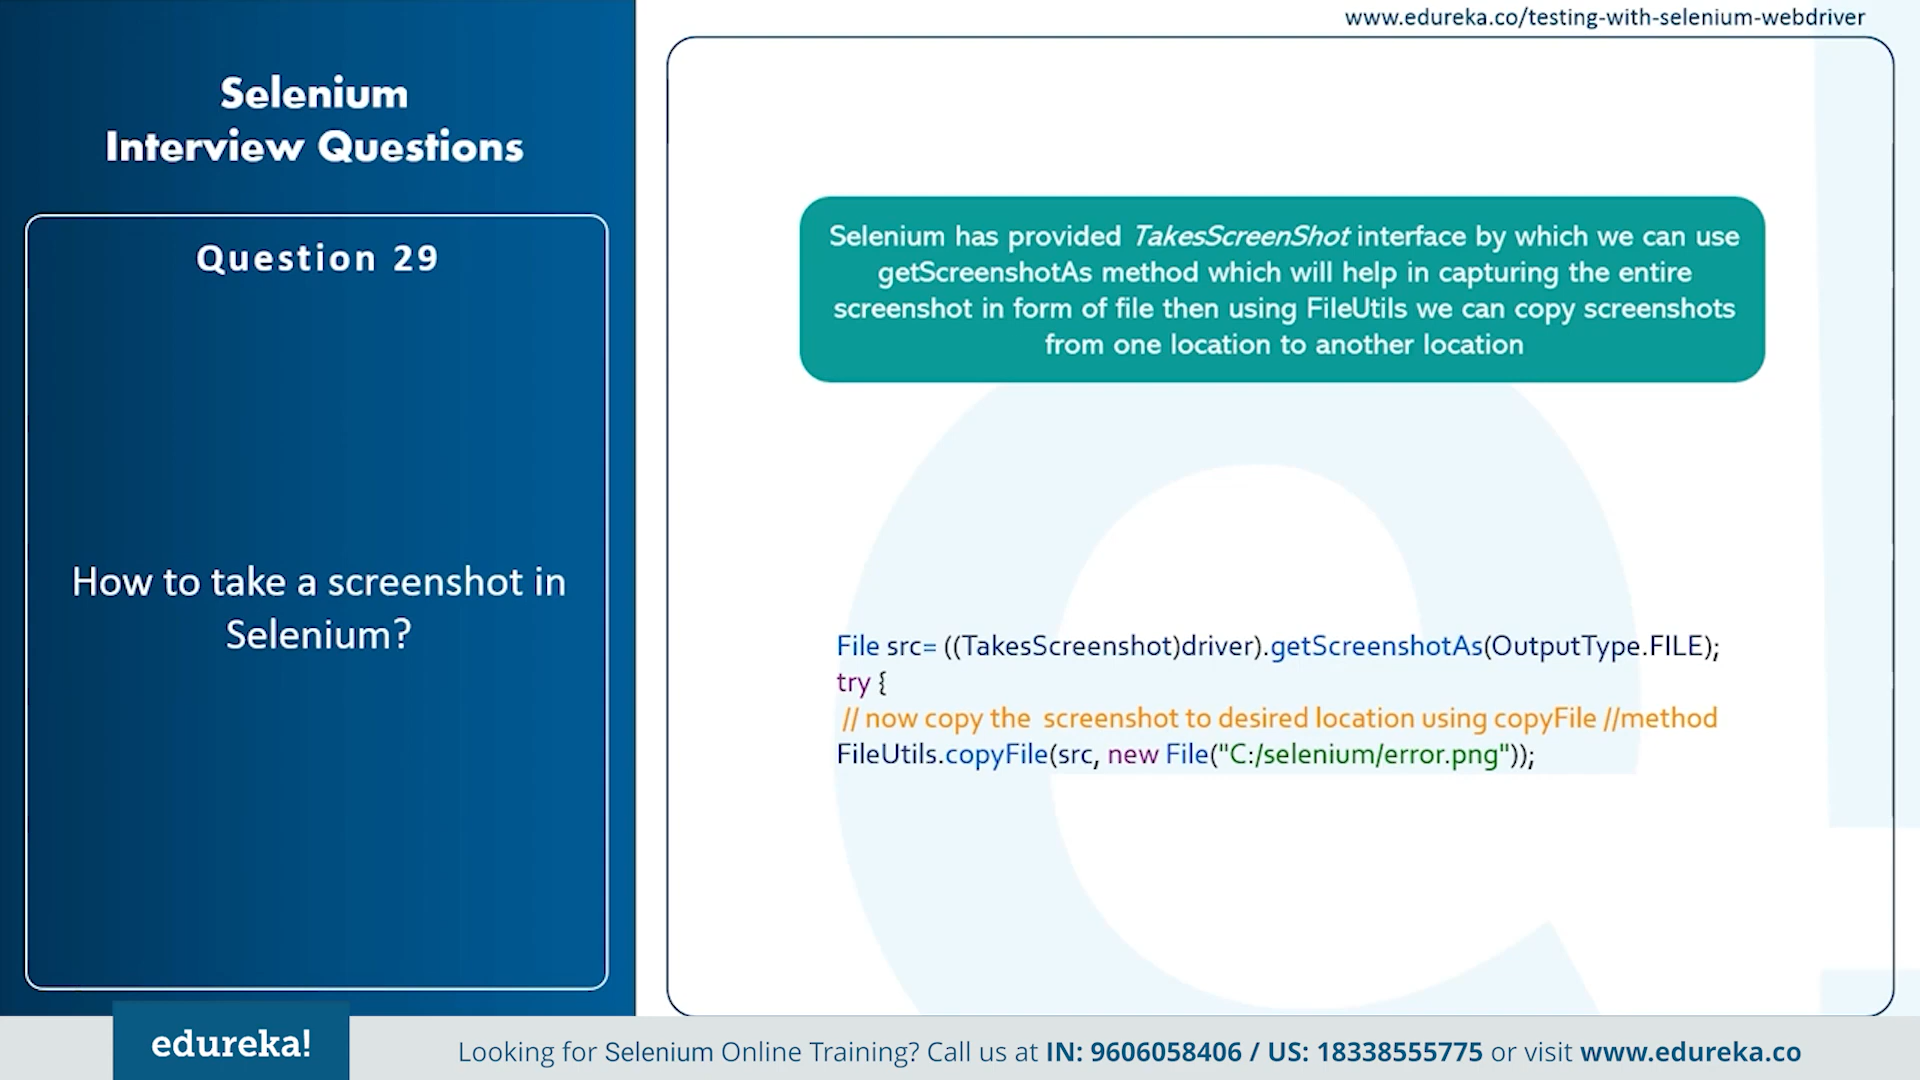 www.edureka.co/testing-with-selenium-webdriver
Selenium
Interview Questions
Question 29
How to take a screenshot in
Selenium?
Selenium has provided TakesScreenShot interface by which we can use
getScreenshotAs method which will help in capturing the entire
screenshot in form of file then using FileUtils we can copy screenshots
from one location to another location
File src= ((TakesScreenshot)driver).getScreenshotAs(OutputType.FILE);
try {
// now copy the  screenshot to desired location using copyFile //method
FileUtils.copyFile(src, new File("C:/selenium/error.png"));
edureka!
Looking for Selenium Online Training? Call us at IN: 9606058406 / US: 18338555775 or visit www.edureka.co